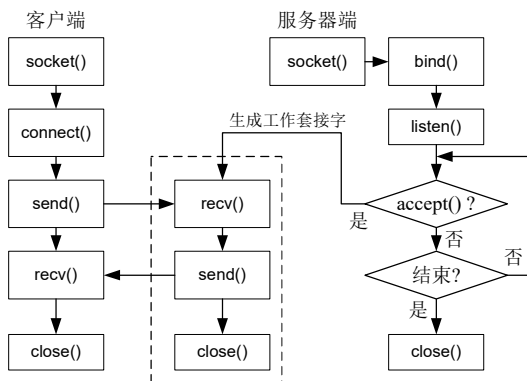 客户端
服务器端
socket()
socket()
bind()
connect()
生成工作套接字
listen()
send()
recv()
accept() ?
是
否
recv()
send()
结束?
否
是
close()
close()
close()